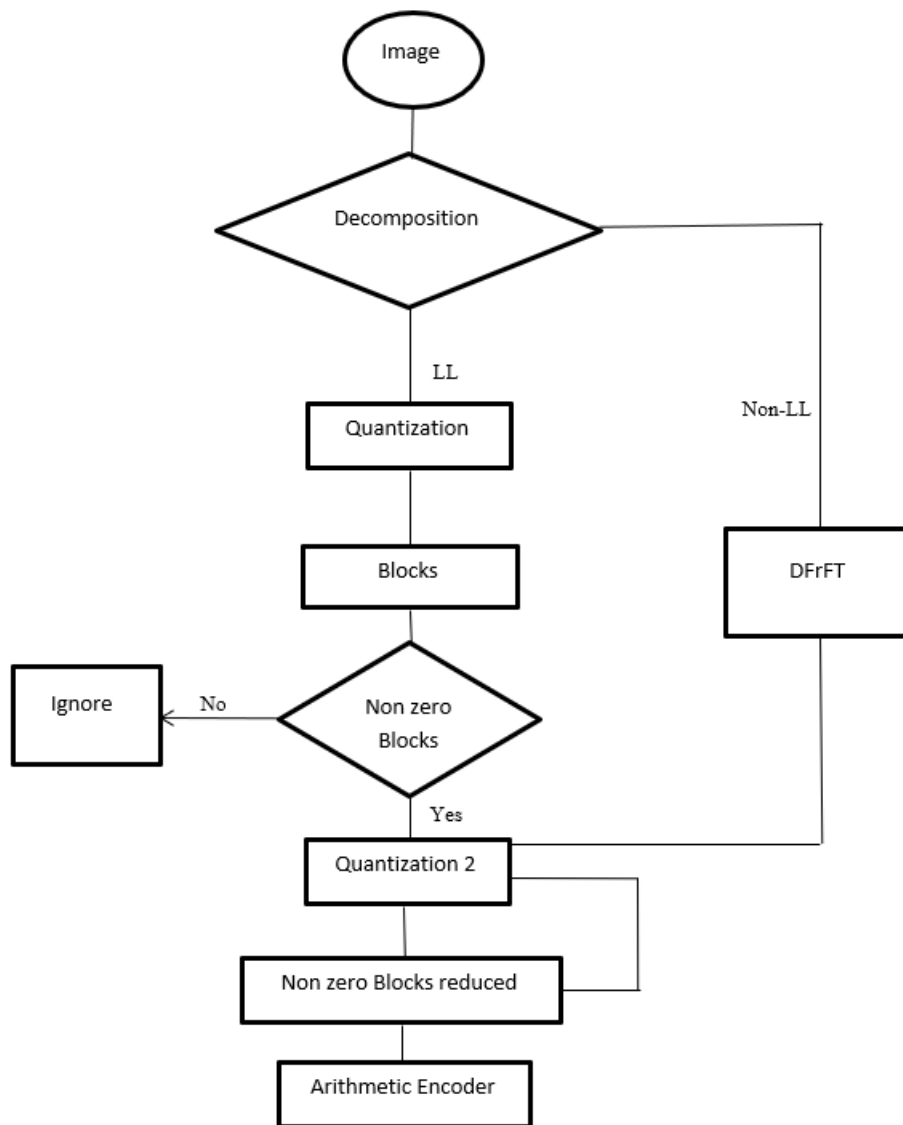 Image
Decomposition
LL
Non-LL
Quantization
Blocks
DFrFT
Ignore
No
Non zero
Blocks
Yes
Quantization 2
Non zero Blocks reduced
Arithmetic Encoder